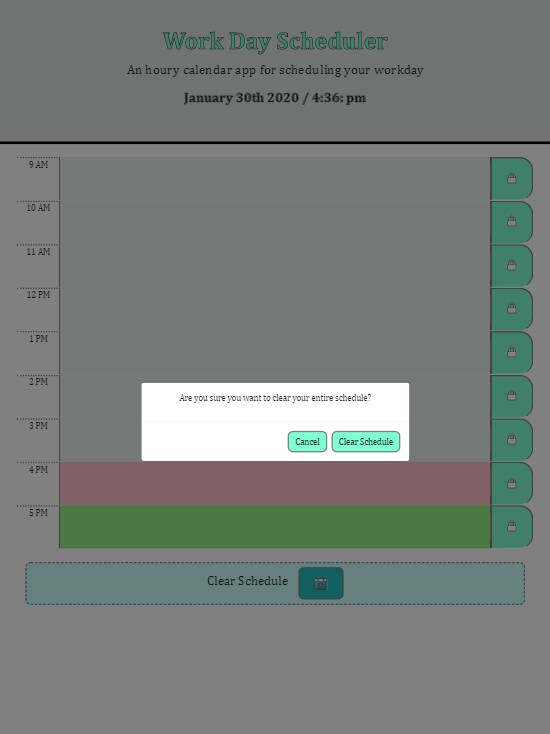 Work Day Scheduler
An houry calendar app for scheduling your workday
January 30th 2020 / 4:36: pm
9 AM
10 AM
11 AM
12 PM
1 PM
2 PM
Are you sure you want to clear your entire schedule?
3 PM
Cancel Clear Schedule
4 PM
5 PM
Clear Schedule